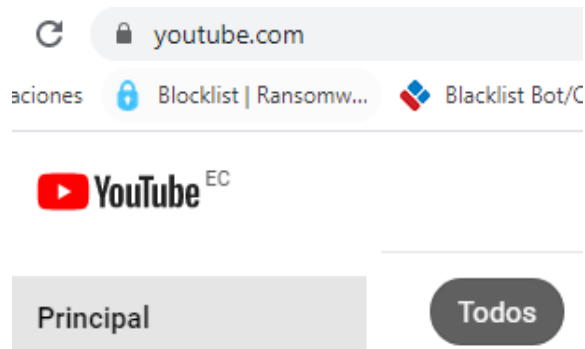 youtube.com
aciones Blocklist | Ransomw... Blacklist Bot/
YouTube EC
Principal
Todos